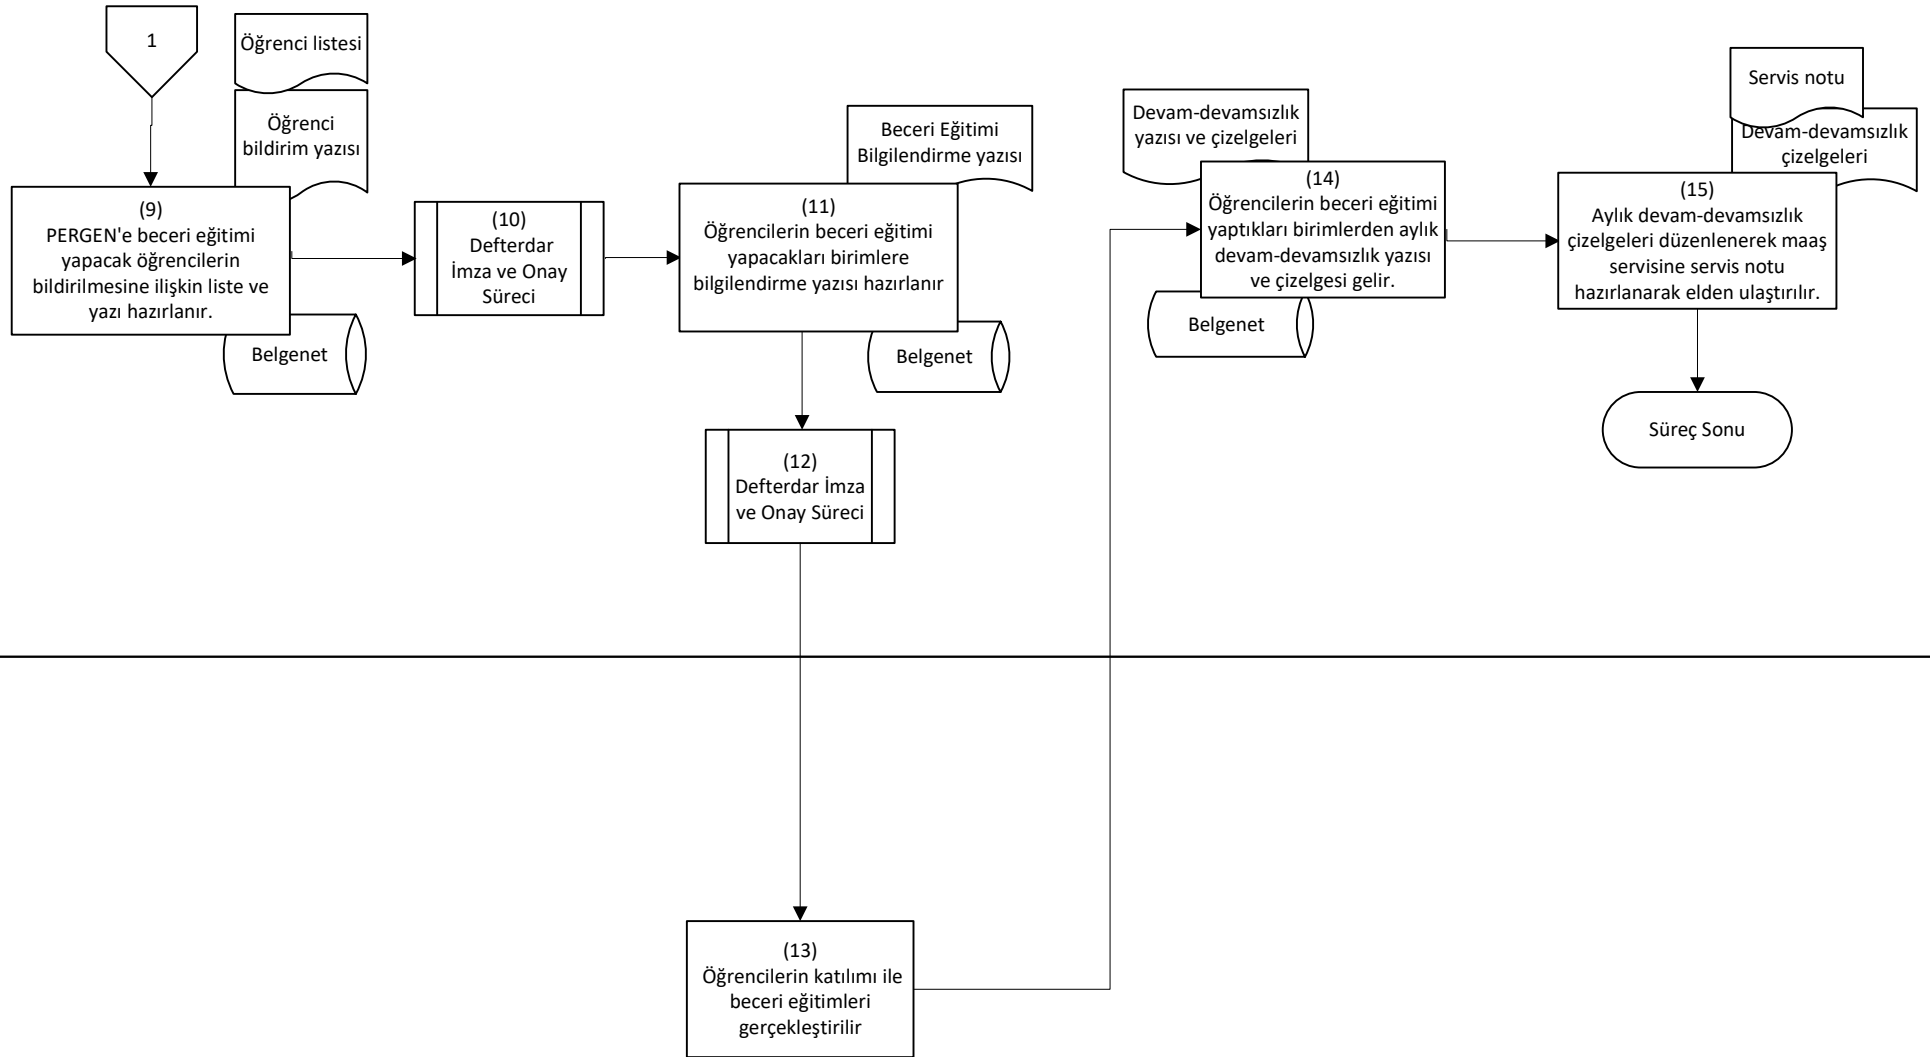 1
Öğrenci listesi
Öğrenci
bildirim yazısı
(9)
PERGEN'e beceri eğitimi
yapacak öğrencilerin
bildirilmesine ilişkin liste ve
yazı hazırlanır.
Belgenet
(10)
Defterdar
İmza ve Onay
Süreci
Beceri Eğitimi
Bilgilendirme yazısı
(11)
Öğrencilerin beceri eğitimi
yapacakları birimlere
bilgilendirme yazısı hazırlanır
Belgenet
(12)
Defterdar İmza
ve Onay Süreci
(13)
Öğrencilerin katılımı ile
beceri eğitimleri
gerçekleştirilir
Devam-devamsızlık
yazısı ve çizelgeleri
(14)
Öğrencilerin beceri eğitimi
yaptıkları birimlerden aylık
devam-devamsızlık yazısı
ve çizelgesi gelir.
Belgenet
Servis notu
Devam-devamsızlık
çizelgeleri
(15)
Aylık devam-devamsızlık
çizelgeleri düzenlenerek maaş
servisine servis notu
hazırlanarak elden ulaştırılır.
Süreç Sonu